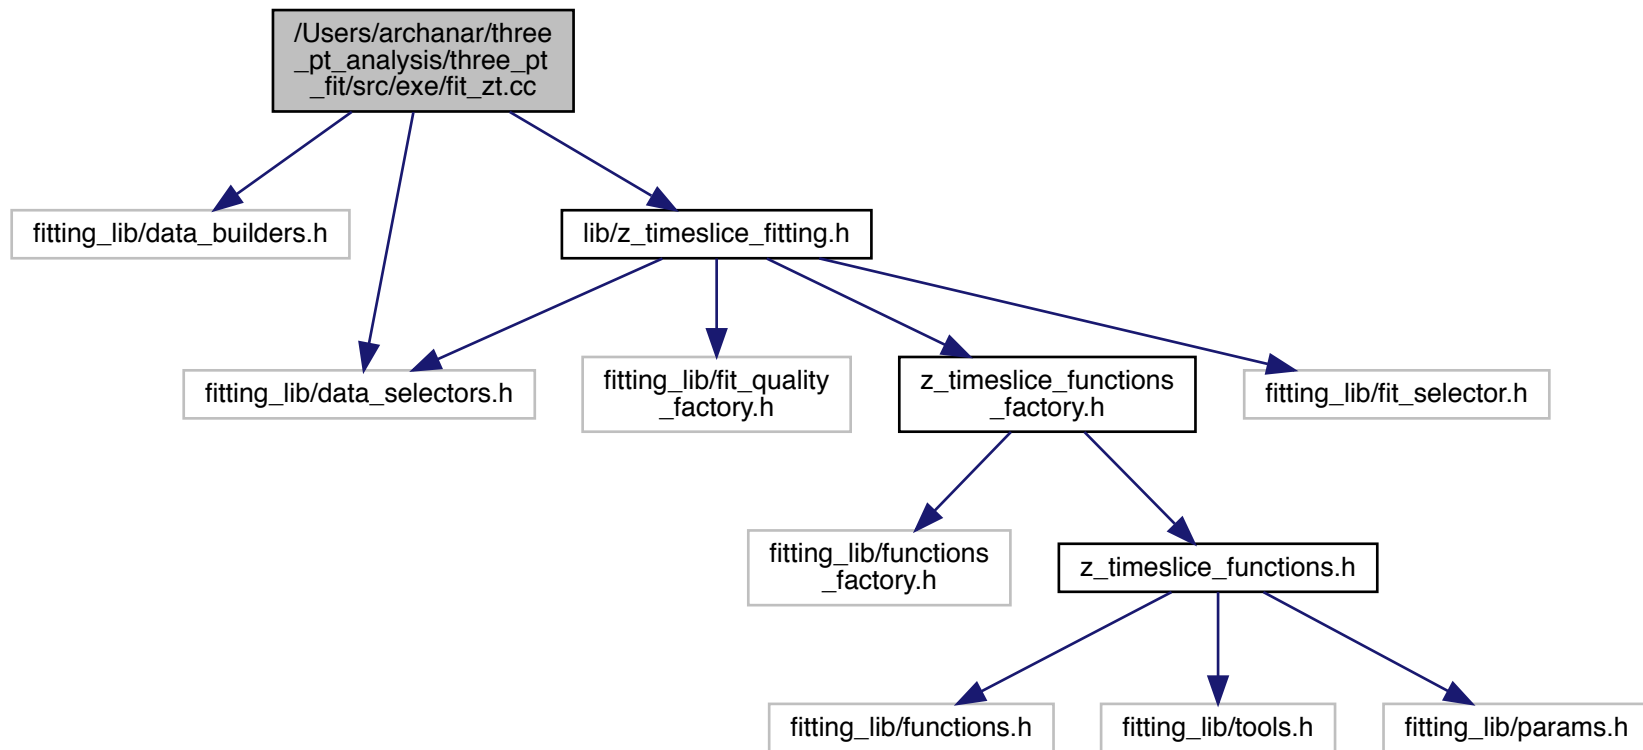 /Users/archanar/three
_pt_analysis/three_pt
_fit/src/exe/fit_zt.cc
fitting_lib/data_builders.h
lib/z_timeslice_fitting.h
fitting_lib/data_selectors.h
fitting_lib/fit_quality
_factory.h
z_timeslice_functions
_factory.h
fitting_lib/fit_selector.h
fitting_lib/functions
_factory.h
z_timeslice_functions.h
fitting_lib/functions.h
fitting_lib/tools.h
fitting_lib/params.h